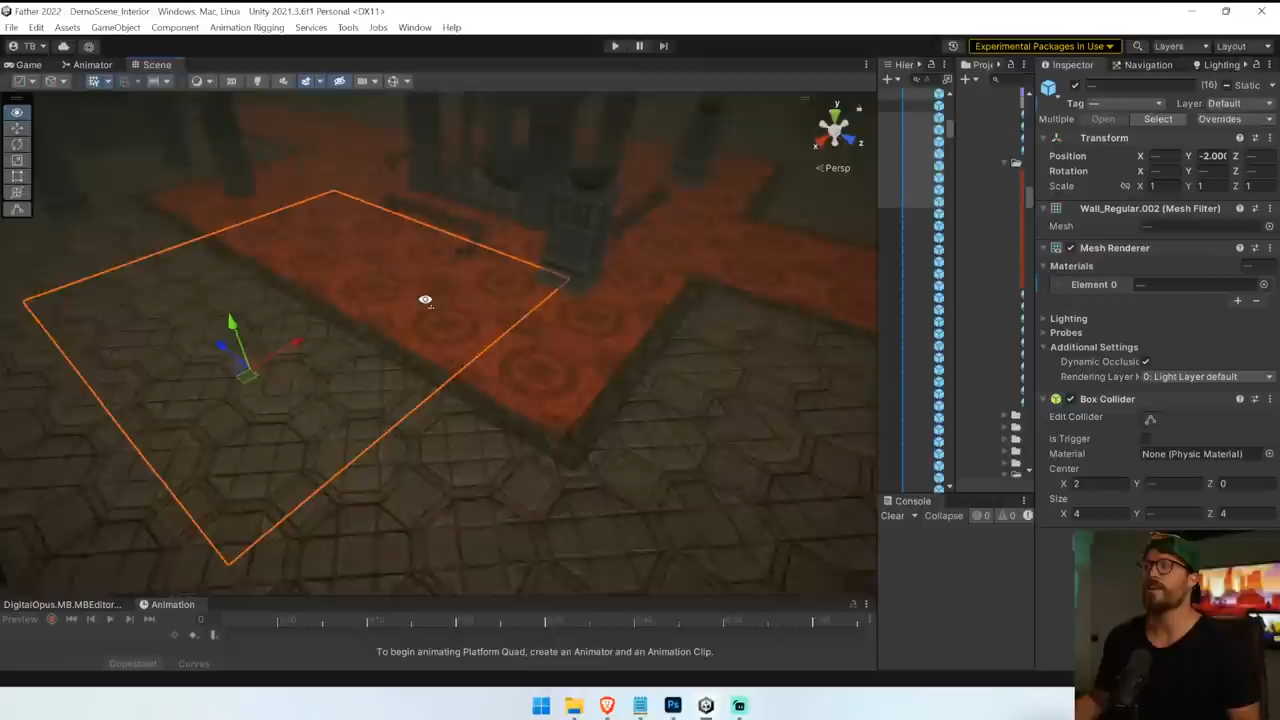 Father 2022 - DemoScene_Interior - Windows, Mac, Linux - Unity 2021.3.6f1 Personal <DX11>
File Edit Assets GameObject Component Animation Rigging Services Tools Jobs Window Help
TB Experimental Packages In Use Layers Layout
Game Animator Scene Hier Proje Inspector Navigation Lighting
2D
(16) Static
Tag — Layer Default
Multiple Open Select Overrides
y
x z
Persp
Transform
Position X — Y -2.000 Z —
Rotation X — Y — Z —
Scale X 1 Y 1 Z 1
Wall_Regular.002 (Mesh Filter)
Mesh —
Mesh Renderer
Materials —
Element 0 —
Lighting
Probes
Additional Settings
Dynamic Occlusic
Rendering Layer M 0: Light Layer default
Box Collider
Edit Collider
Is Trigger
Material None (Physic Material)
Center
X 2 Y — Z 0
Size
X 4 Y — Z 4
Console
Clear Collapse 0 0
DigitalOpus.MB.MBEditor... Animation
Preview 0
To begin animating Platform Quad, create an Animator and an Animation Clip.
Dopesheet Curves
Ps